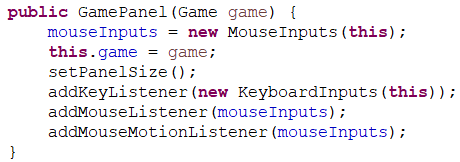 public GamePanel(Game game) {
    mouseInputs = new MouseInputs(this);
    this.game = game;
    setPanelSize();
    addKeyListener(new KeyboardInputs(this));
    addMouseListener(mouseInputs);
    addMouseMotionListener(mouseInputs);
}